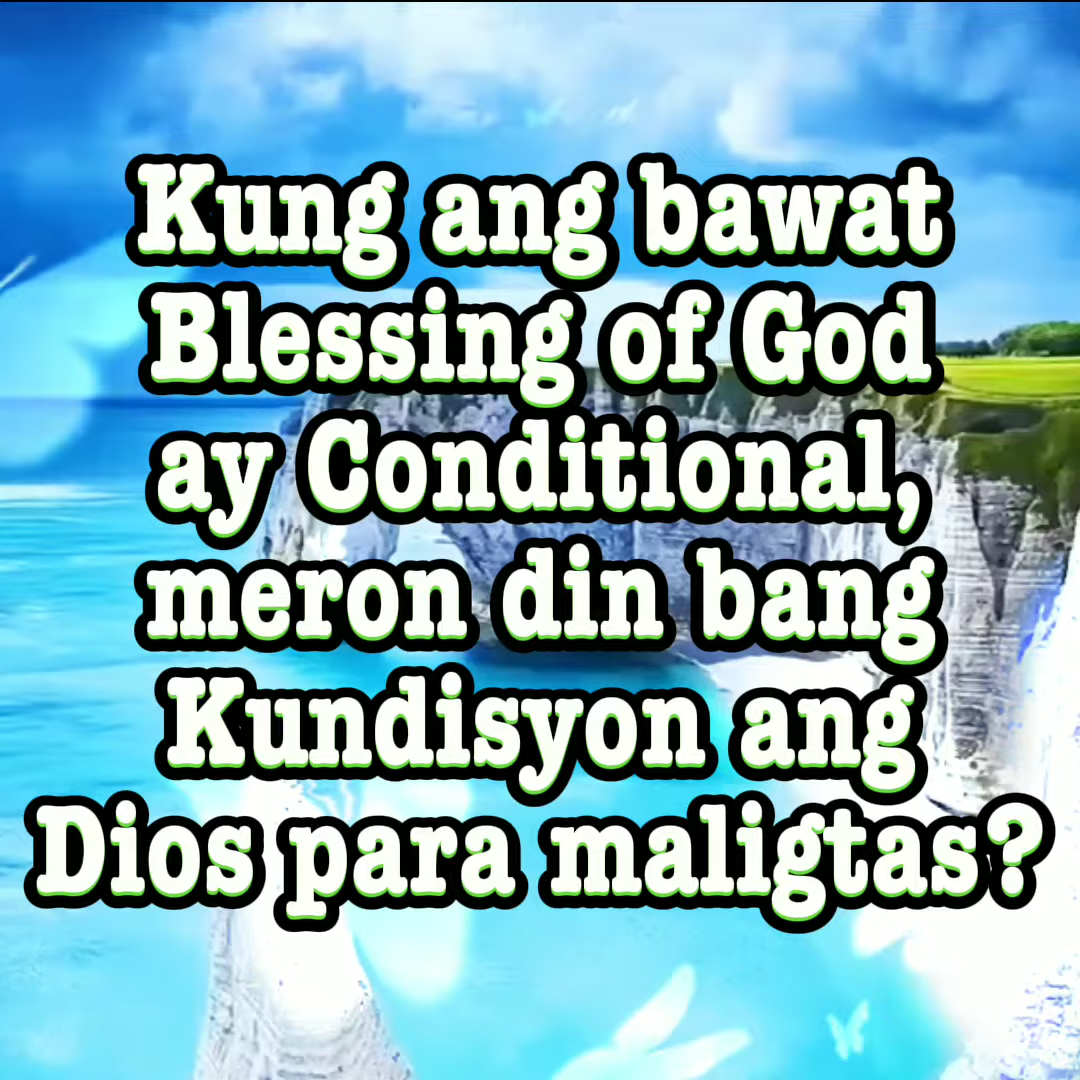 Kung ang bawat
Blessing of God
ay Conditional,
meron din bang
Kundisyon ang
Dios para maligtas?